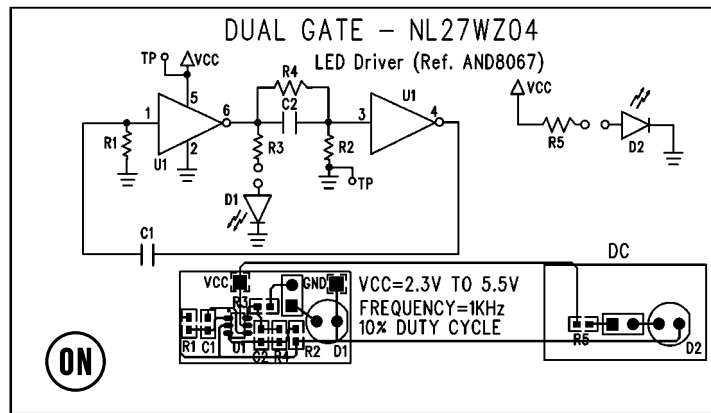 DUAL GATE - NL27WZ04
LED Driver (Ref. AND8067)
TP
VCC
R4
U1
VCC
5
1
6
C2
3
4
R1
2
U1
R3
R2
R5
D2
TP
D1
C1
DC
VCC
GND
VCC=2.3V TO 5.5V
R3
FREQUENCY=1KHz
10% DUTY CYCLE
R1
C1
U1
C2
R4
R2
D1
R5
D2
ON